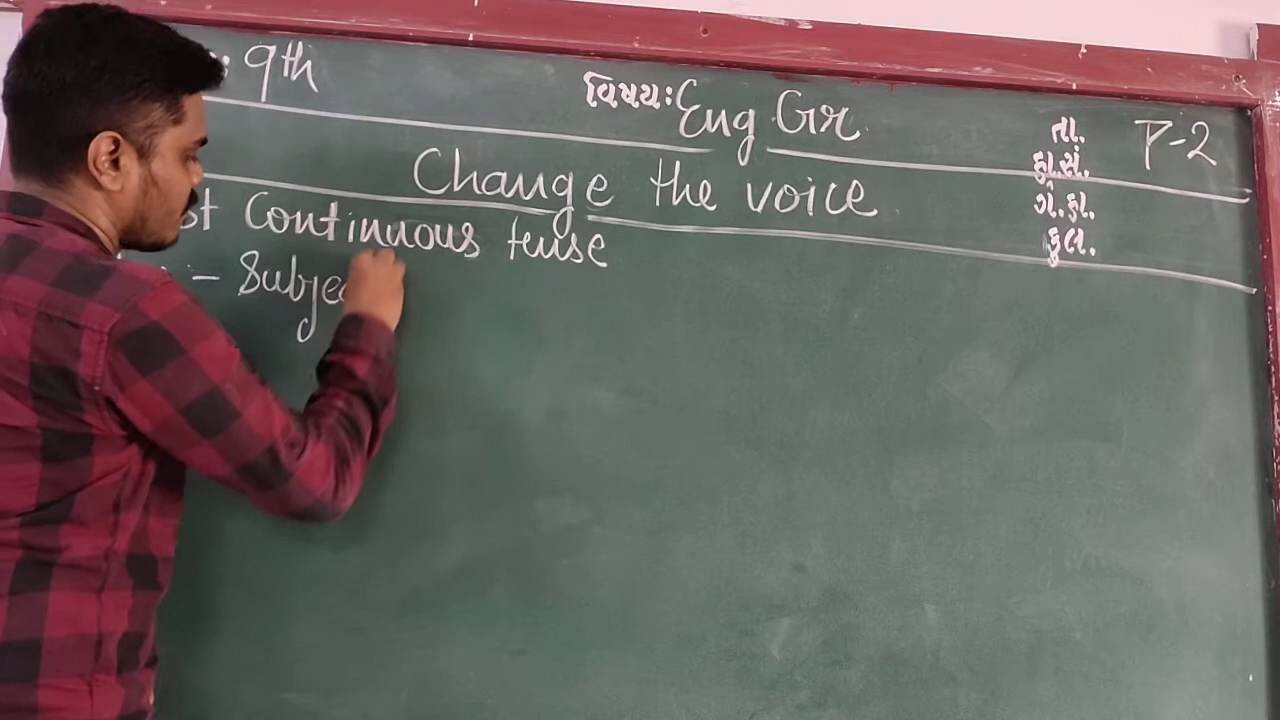 9th વિષય: Eng Gr તા. P-2
હા.સં.
Change the voice ગે.હા.
st Continuous tense કુલ.
- Subje